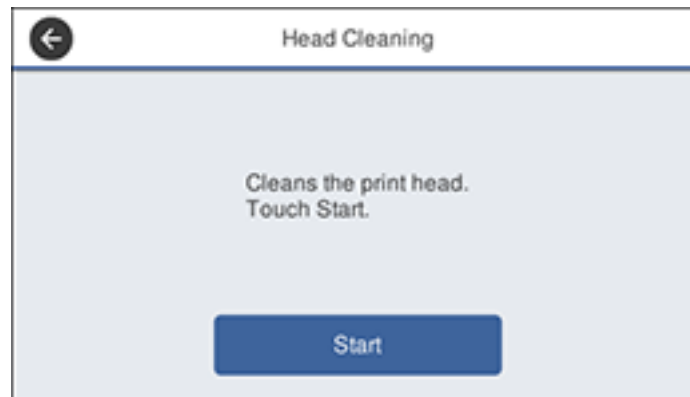 Head Cleaning
Cleans the print head.
Touch Start.
Start